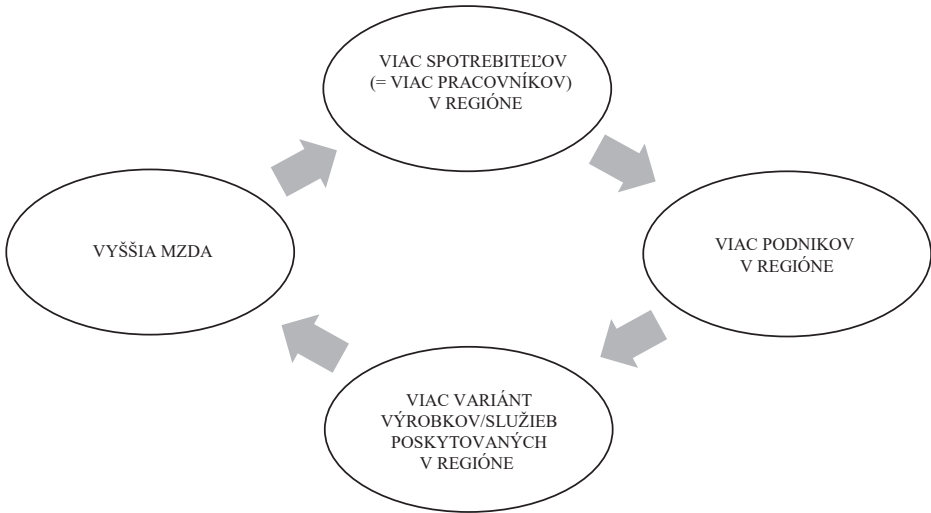 VIAC SPOTREBITEĽOV
(= VIAC PRACOVNÍKOV)
V REGIÓNE
VYŠŠIA MZDA
VIAC PODNIKOV
V REGIÓNE
VIAC VARIÁNT
VÝROBKOV/SLUŽIEB
POSKYTOVANÝCH
V REGIÓNE